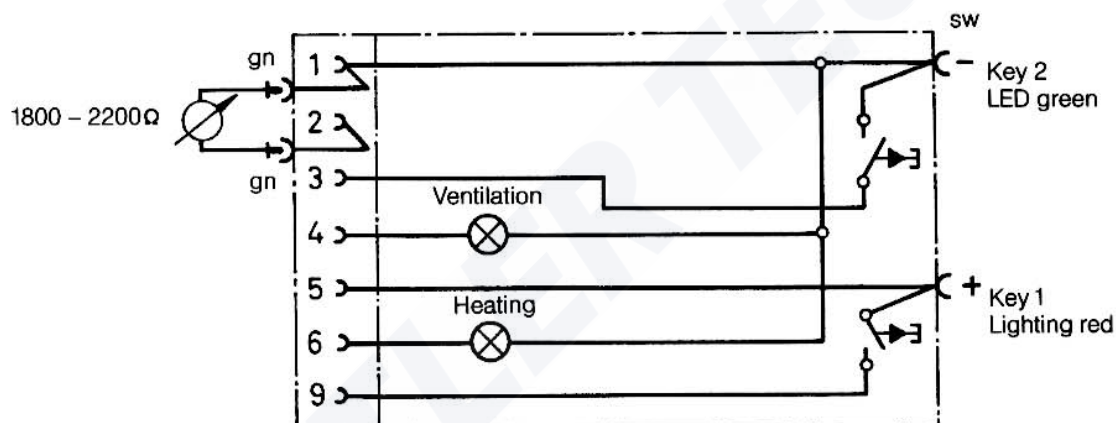 sw
gn
1
− Key 2
LED green
1800 – 2200Ω
2
gn
3
Ventilation
4
5
+ Key 1
Lighting red
Heating
6
9